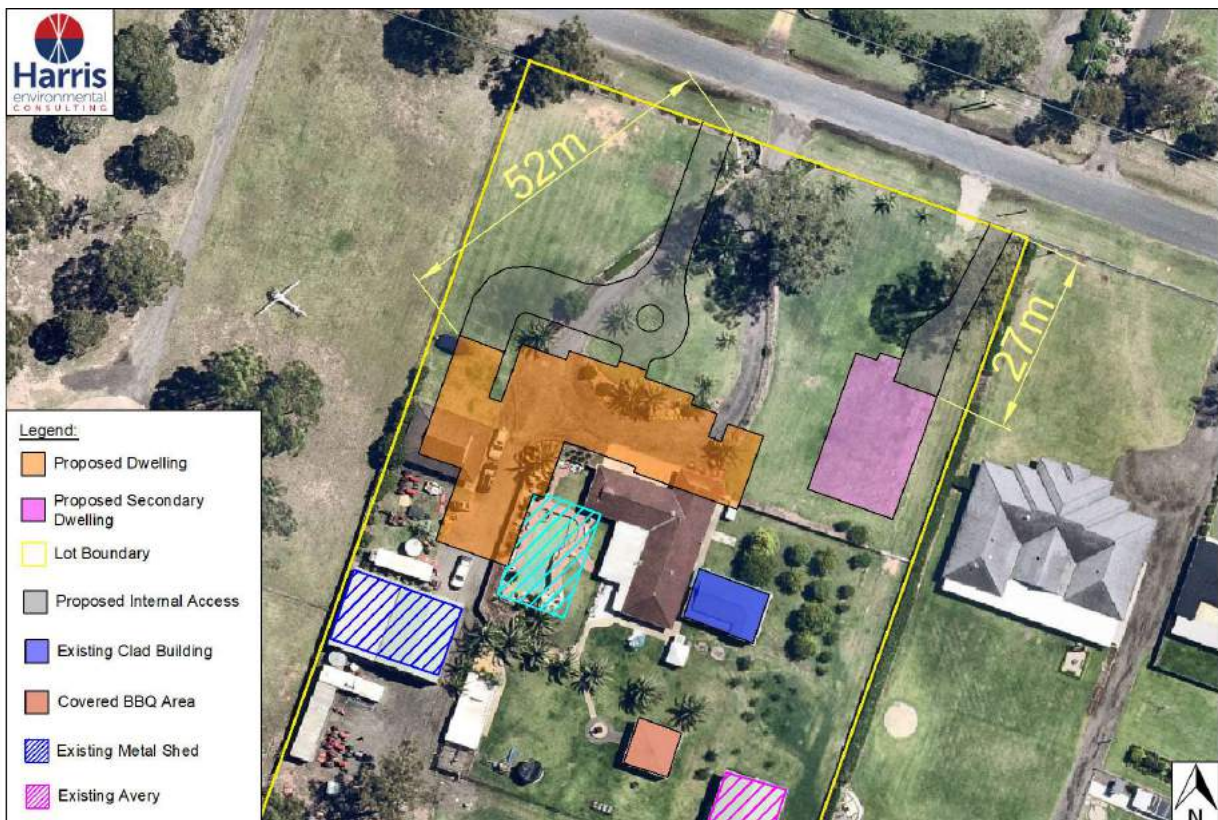 Harris
environmental
CONSULTING
52m
27m
Legend:
Proposed Dwelling
Proposed Secondary
Dwelling
Lot Boundary
Proposed Internal Access
Existing Clad Building
Covered BBQ Area
Existing Metal Shed
Existing Avery
N